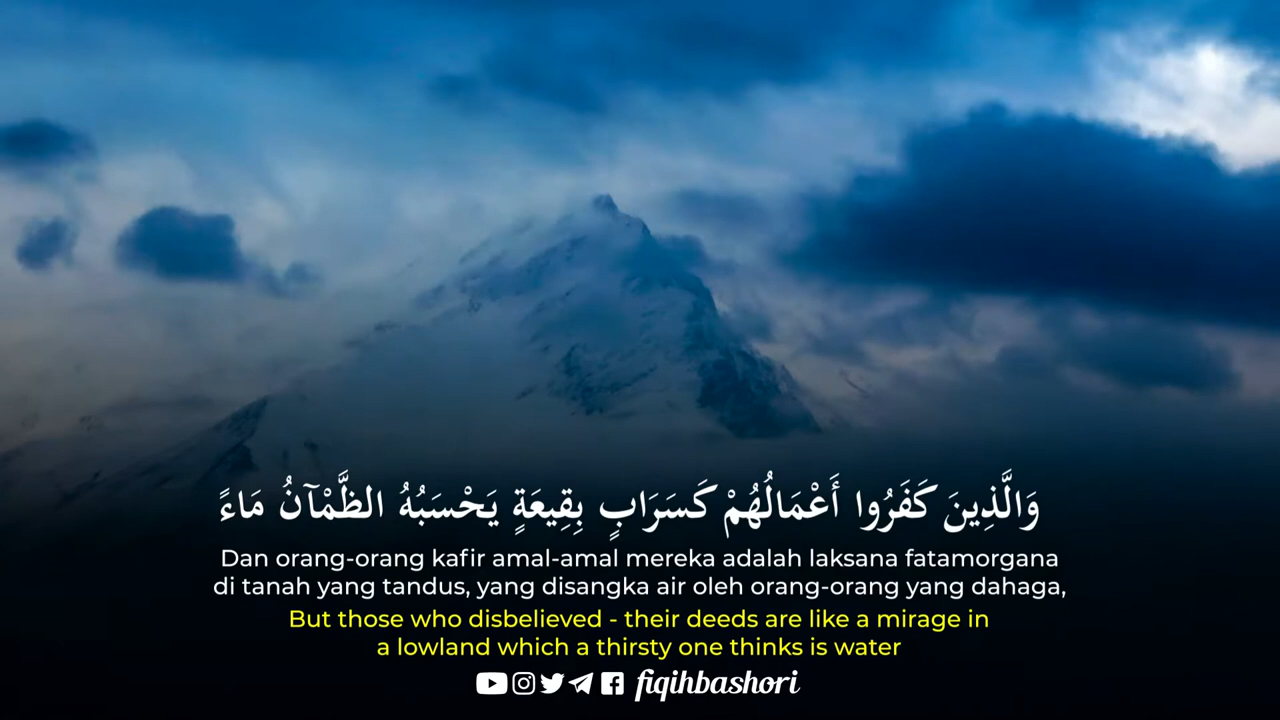 وَالَّذِينَ كَفَرُوا أَعْمَالُهُمْ كَسَرَابٍ بِقِيعَةٍ يَحْسَبُهُ الظَّمْآنُ مَاءً
Dan orang-orang kafir amal-amal mereka adalah laksana fatamorgana
di tanah yang tandus, yang disangka air oleh orang-orang yang dahaga,
But those who disbelieved - their deeds are like a mirage in
a lowland which a thirsty one thinks is water
fiqihbashori